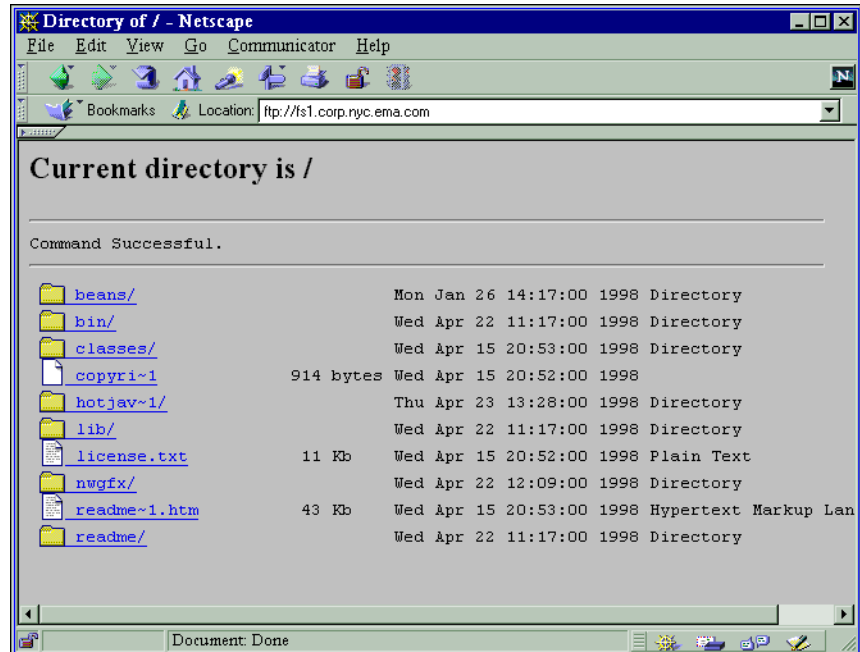 Directory of / - Netscape
File Edit View Go Communicator Help
N
Bookmarks Location: ftp://fs1.corp.nyc.ema.com
Current directory is /
Command Successful.
beans/ Mon Jan 26 14:17:00 1998 Directory
bin/ Wed Apr 22 11:17:00 1998 Directory
classes/ Wed Apr 15 20:53:00 1998 Directory
copyri~1 914 bytes Wed Apr 15 20:52:00 1998
hotjav~1/ Thu Apr 23 13:28:00 1998 Directory
lib/ Wed Apr 22 11:17:00 1998 Directory
license.txt 11 Kb Wed Apr 15 20:52:00 1998 Plain Text
nwgfx/ Wed Apr 22 12:09:00 1998 Directory
readme~1.htm 43 Kb Wed Apr 15 20:53:00 1998 Hypertext Markup Lan
readme/ Wed Apr 22 11:17:00 1998 Directory
Document: Done